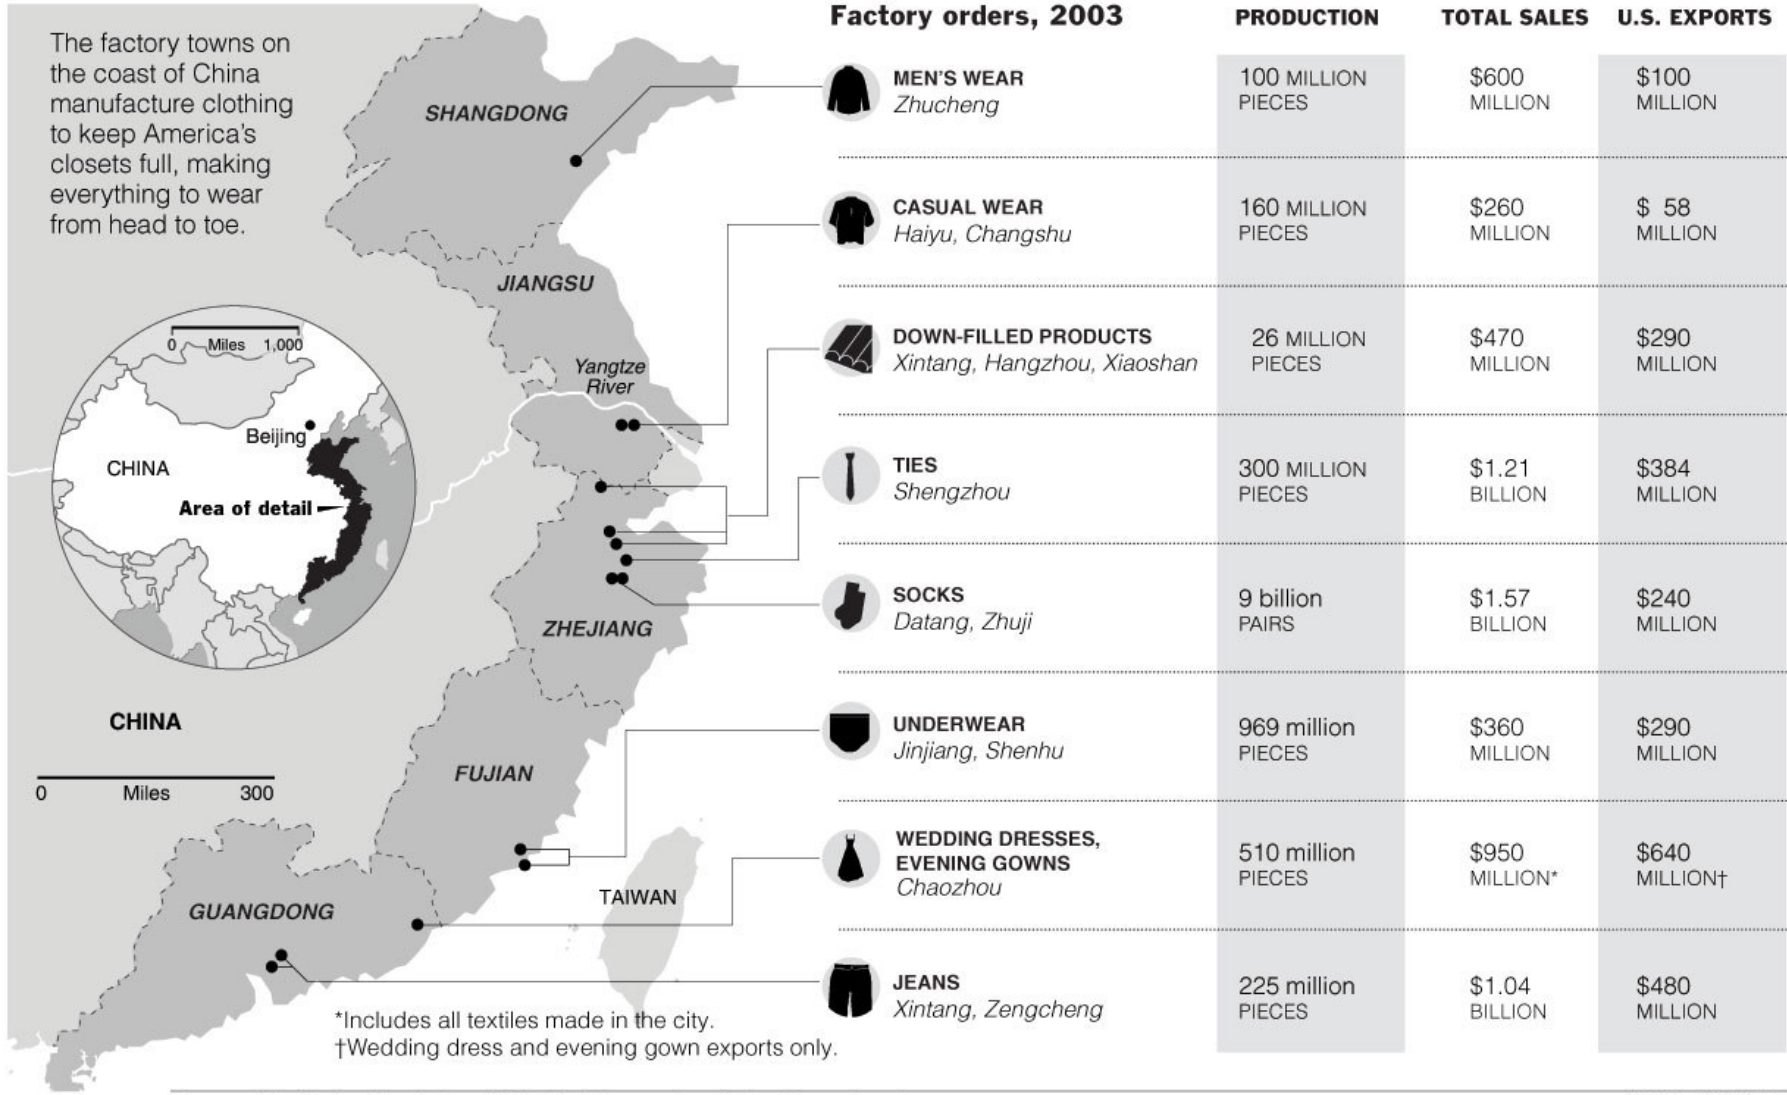 The factory towns on
the coast of China
manufacture clothing
to keep America's
closets full, making
everything to wear
from head to toe.
SHANGDONG
JIANGSU
Yangtze
River
0 Miles 1,000
Beijing
CHINA
Area of detail
ZHEJIANG
CHINA
0 Miles 300
FUJIAN
TAIWAN
GUANGDONG
*Includes all textiles made in the city.
†Wedding dress and evening gown exports only.
Factory orders, 2003 PRODUCTION TOTAL SALES U.S. EXPORTS
MEN'S WEAR 100 MILLION $600 $100
Zhucheng PIECES MILLION MILLION
CASUAL WEAR 160 MILLION $260 $ 58
Haiyu, Changshu PIECES MILLION MILLION
DOWN-FILLED PRODUCTS 26 MILLION $470 $290
Xintang, Hangzhou, Xiaoshan PIECES MILLION MILLION
TIES 300 MILLION $1.21 $384
Shengzhou PIECES BILLION MILLION
SOCKS 9 billion $1.57 $240
Datang, Zhuji PAIRS BILLION MILLION
UNDERWEAR 969 million $360 $290
Jinjiang, Shenhu PIECES MILLION MILLION
WEDDING DRESSES,
EVENING GOWNS 510 million $950 $640
Chaozhou PIECES MILLION* MILLION†
JEANS 225 million $1.04 $480
Xintang, Zengcheng PIECES BILLION MILLION